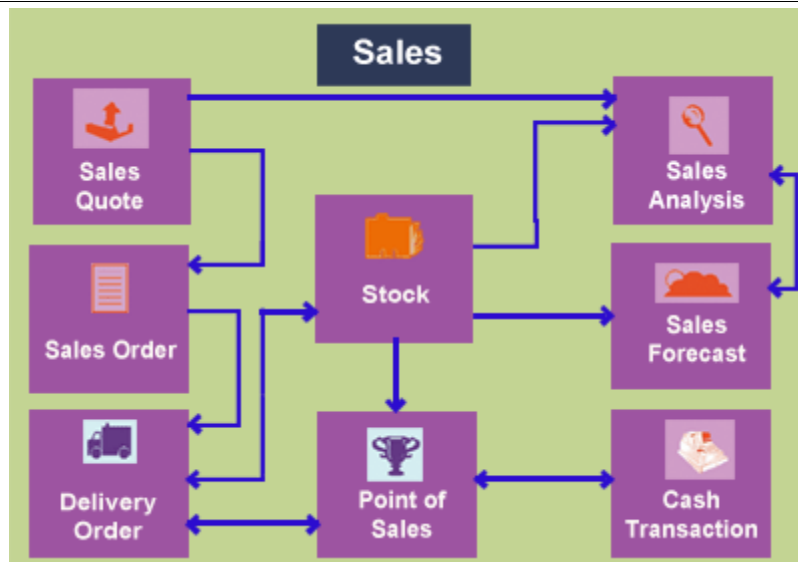 Sales
Sales
Quote
Sales
Analysis
Stock
Sales Order
Sales
Forecast
Delivery
Order
Point of
Sales
Cash
Transaction